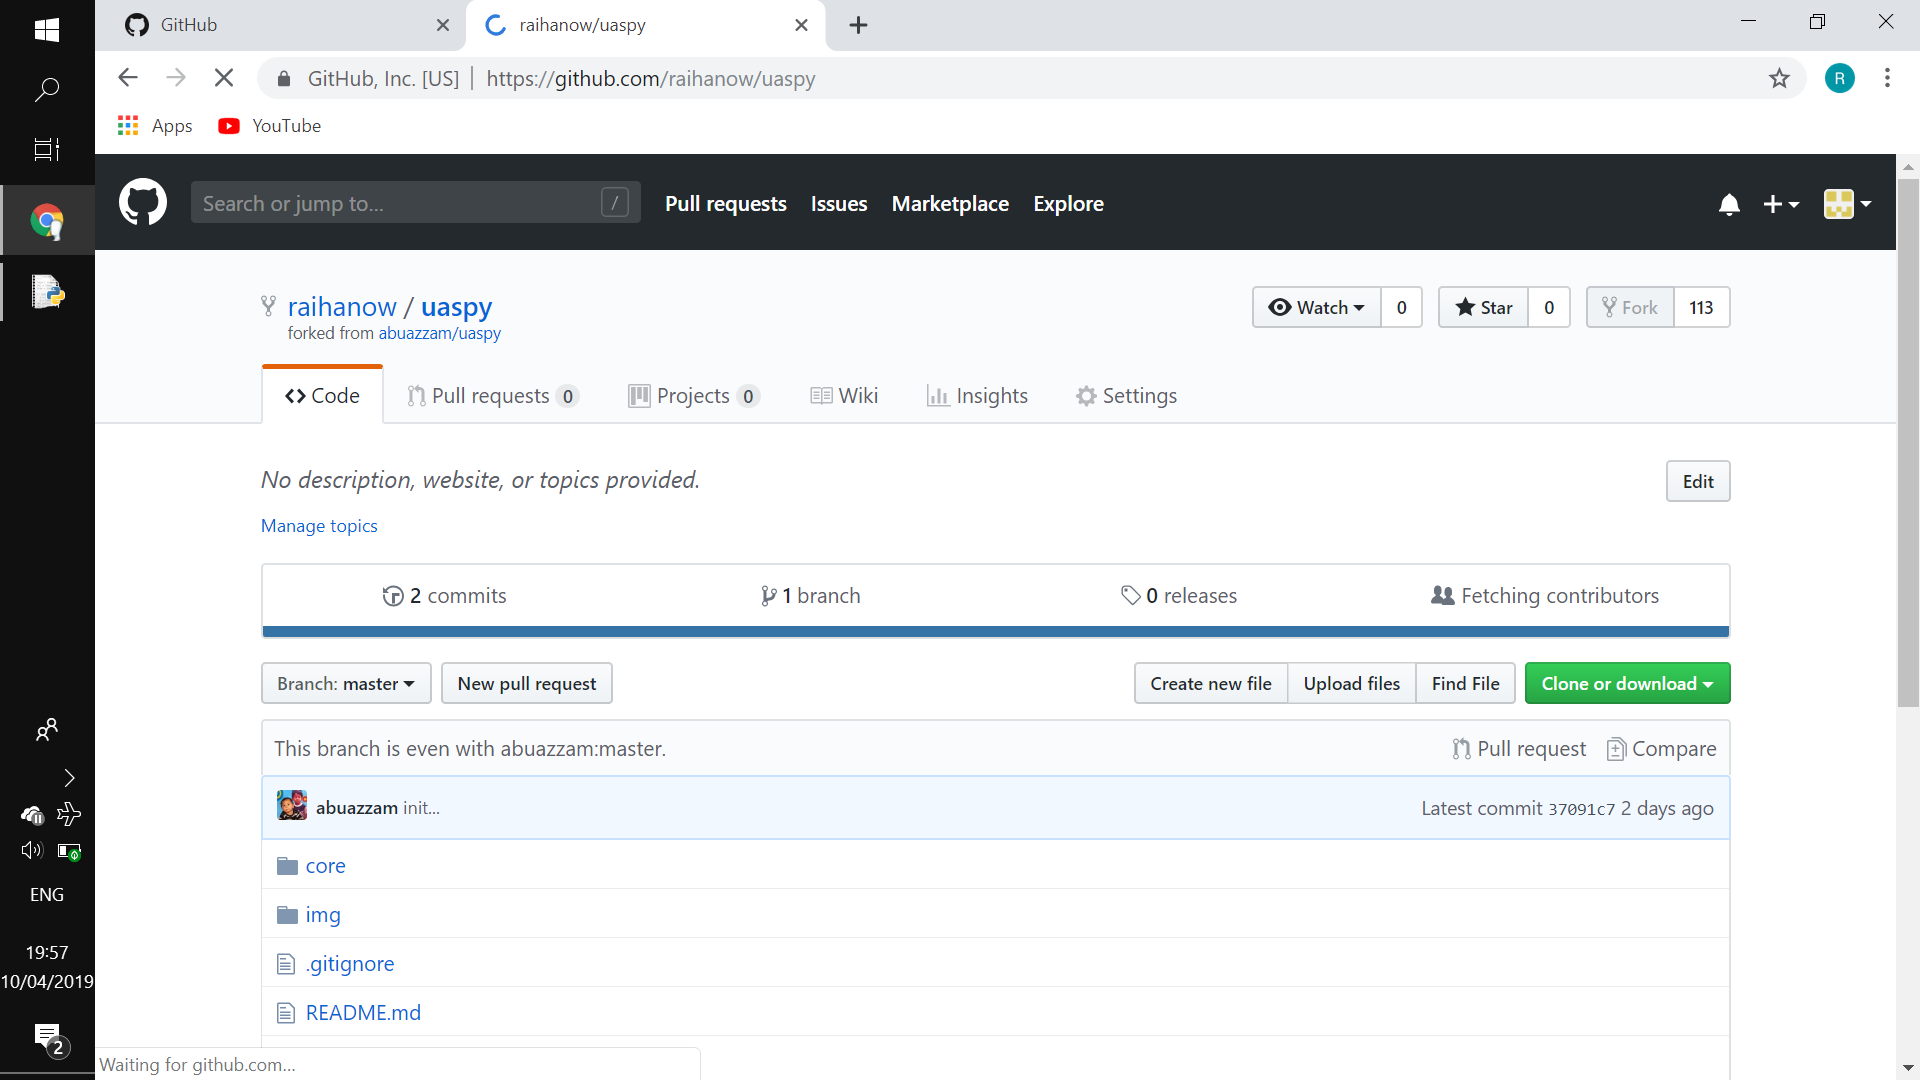 GitHub
raihanow/uaspy
GitHub, Inc. [US] | https://github.com/raihanow/uaspy
R
Apps
YouTube
Search or jump to...
/
Pull requests
Issues
Marketplace
Explore
raihanow / uaspy
forked from abuazzam/uaspy
Watch 0
Star 0
Fork 113
Code
Pull requests 0
Projects 0
Wiki
Insights
Settings
No description, website, or topics provided.
Edit
Manage topics
2 commits
1 branch
0 releases
Fetching contributors
Branch: master
New pull request
Create new file
Upload files
Find File
Clone or download
This branch is even with abuazzam:master.
Pull request
Compare
abuazzam init...
Latest commit 37091c7 2 days ago
core
img
.gitignore
README.md
Waiting for github.com...
ENG
19:57
10/04/2019
2